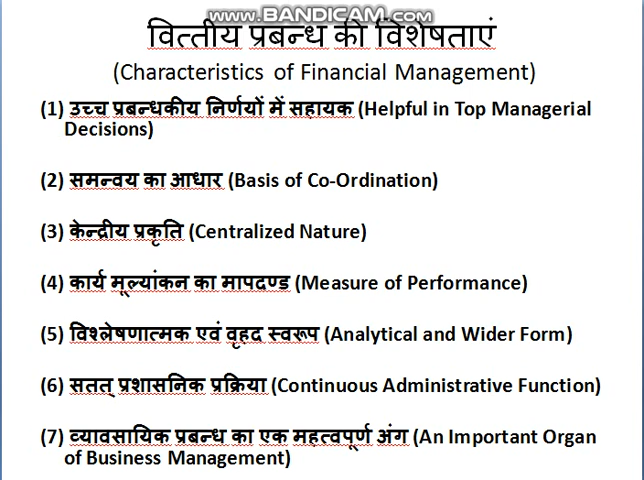 www.BANDICAM.com
वित्तीय प्रबन्ध की विशेषताएं
(Characteristics of Financial Management)
(1) उच्च प्रबन्धकीय निर्णयों में सहायक (Helpful in Top Managerial
Decisions)
(2) समन्वय का आधार (Basis of Co-Ordination)
(3) केन्द्रीय प्रकृति (Centralized Nature)
(4) कार्य मूल्यांकन का मापदण्ड (Measure of Performance)
(5) विश्लेषणात्मक एवं वृहद स्वरूप (Analytical and Wider Form)
(6) सतत् प्रशासनिक प्रक्रिया (Continuous Administrative Function)
(7) व्यावसायिक प्रबन्ध का एक महत्वपूर्ण अंग (An Important Organ
of Business Management)